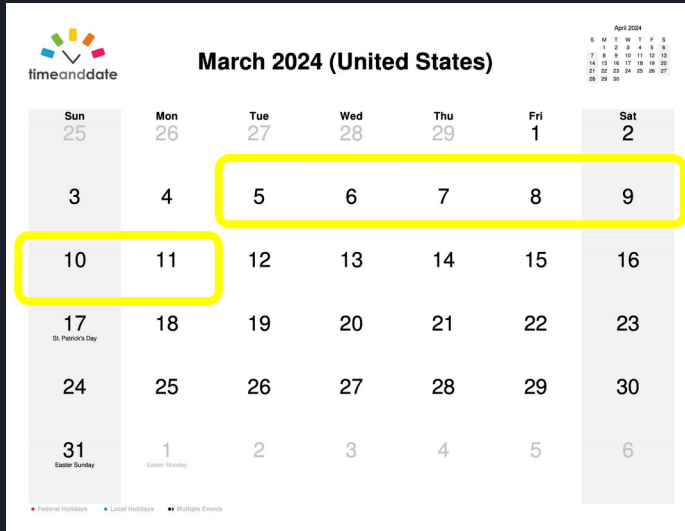 timeanddate
March 2024 (United States)
April 2024
S M T W T F S
1 2 3 4 5 6
7 8 9 10 11 12 13
14 15 16 17 18 19 20
21 22 23 24 25 26 27
28 29 30
Sun Mon Tue Wed Thu Fri Sat
25 26 27 28 29 1 2
3 4 5 6 7 8 9
10 11 12 13 14 15 16
17 18 19 20 21 22 23
St. Patrick's Day
24 25 26 27 28 29 30
31 1 2 3 4 5 6
Easter Sunday Easter Monday
Federal Holidays Local Holidays Multiple Events